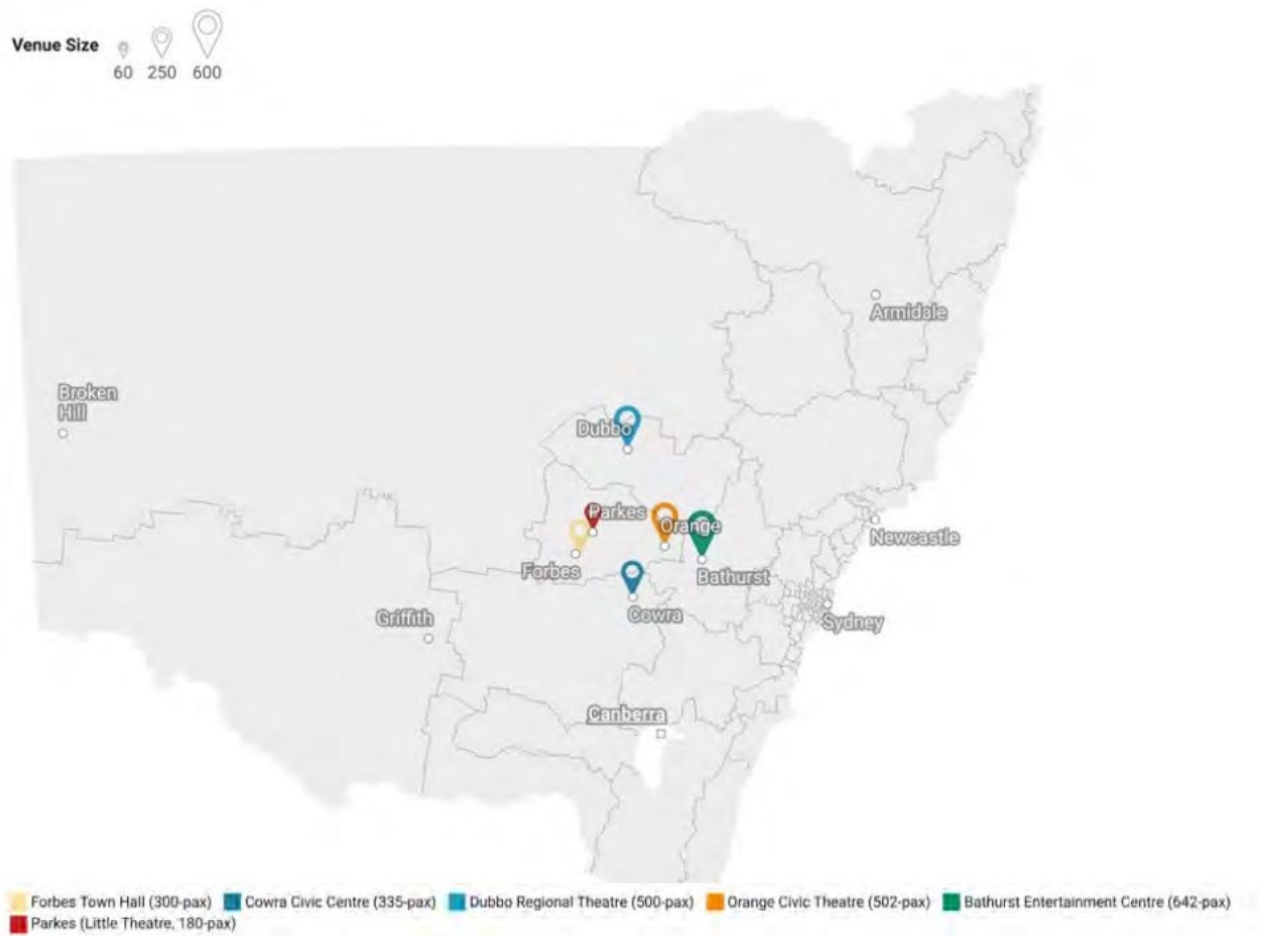 Venue Size
60 250 600
Armidale
Broken
Hill
Dubbo
Parkes
Orange
Newcastle
Forbes
Bathurst
Cowra
Griffith
Sydney
Canberra
Forbes Town Hall (300-pax) Cowra Civic Centre (335-pax) Dubbo Regional Theatre (500-pax) Orange Civic Theatre (502-pax) Bathurst Entertainment Centre (642-pax)
Parkes (Little Theatre, 180-pax)